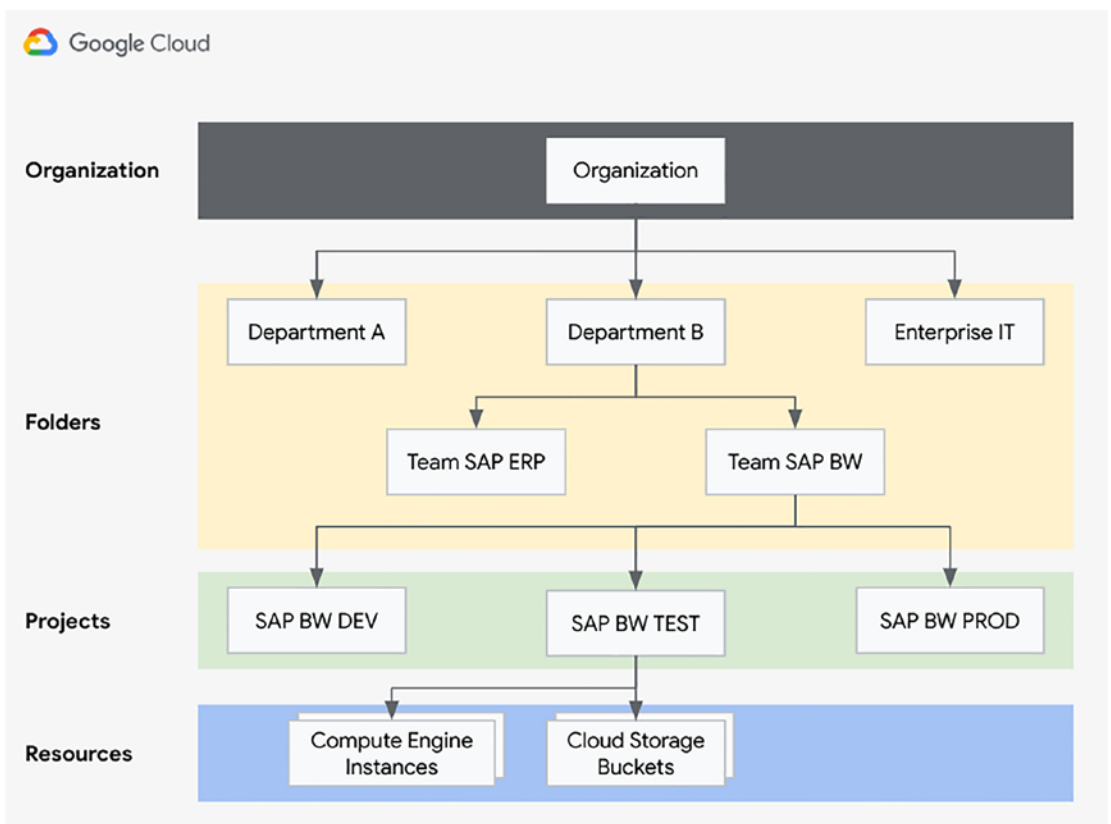 Google Cloud
Organization
Organization
Department A
Department B
Enterprise IT
Folders
Team SAP ERP
Team SAP BW
Projects
SAP BW DEV
SAP BW TEST
SAP BW PROD
Resources
Compute Engine
Instances
Cloud Storage
Buckets